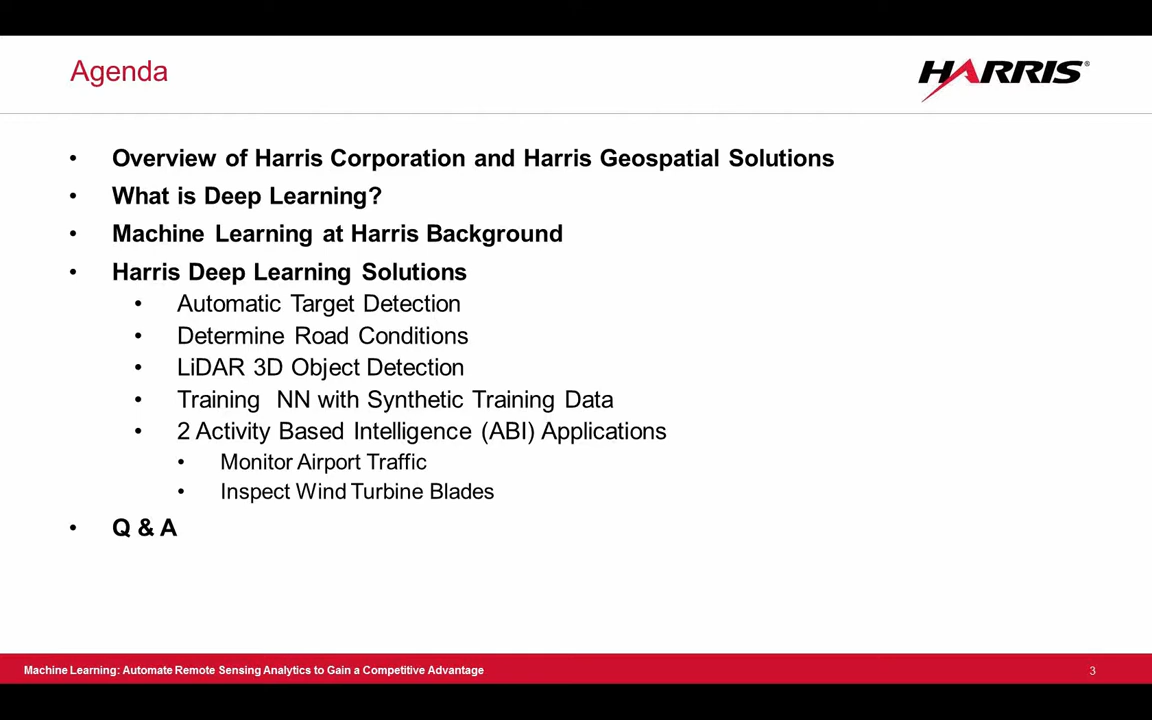 Agenda
HARRIS®
• Overview of Harris Corporation and Harris Geospatial Solutions
• What is Deep Learning?
• Machine Learning at Harris Background
• Harris Deep Learning Solutions
• Automatic Target Detection
• Determine Road Conditions
• LiDAR 3D Object Detection
• Training NN with Synthetic Training Data
• 2 Activity Based Intelligence (ABI) Applications
• Monitor Airport Traffic
• Inspect Wind Turbine Blades
• Q & A
Machine Learning: Automate Remote Sensing Analytics to Gain a Competitive Advantage
3